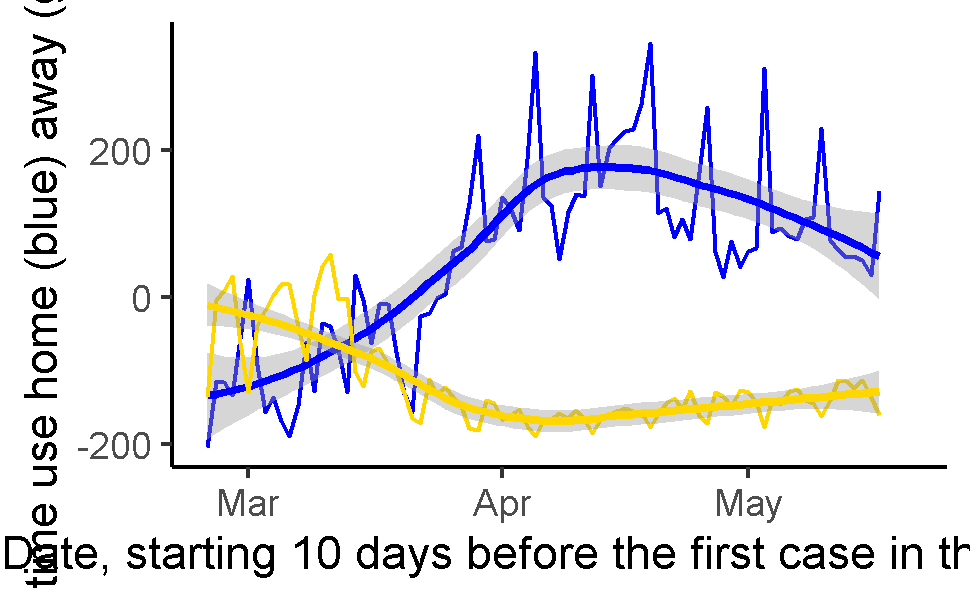 time use home (blue) away (
200
0
-200
Mar Apr May
Date, starting 10 days before the first case in th